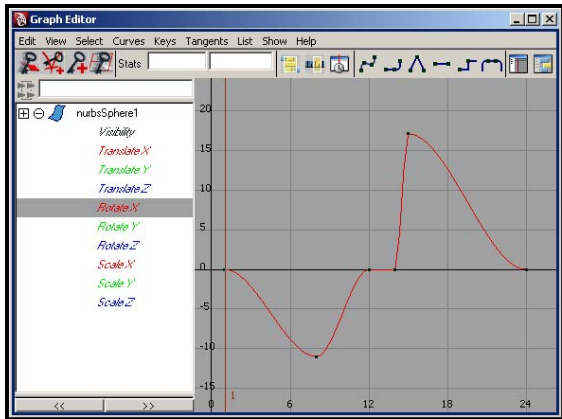 Graph Editor
Edit View Select Curves Keys Tangents List Show Help
Stats
nurbsSphere1
Visibility
Translate X
Translate Y
Translate Z
Rotate X
Rotate Y
Rotate Z
Scale X
Scale Y
Scale Z
<< >>
20
15
10
5
0
-5
-10
-15
1
0 6 12 18 24